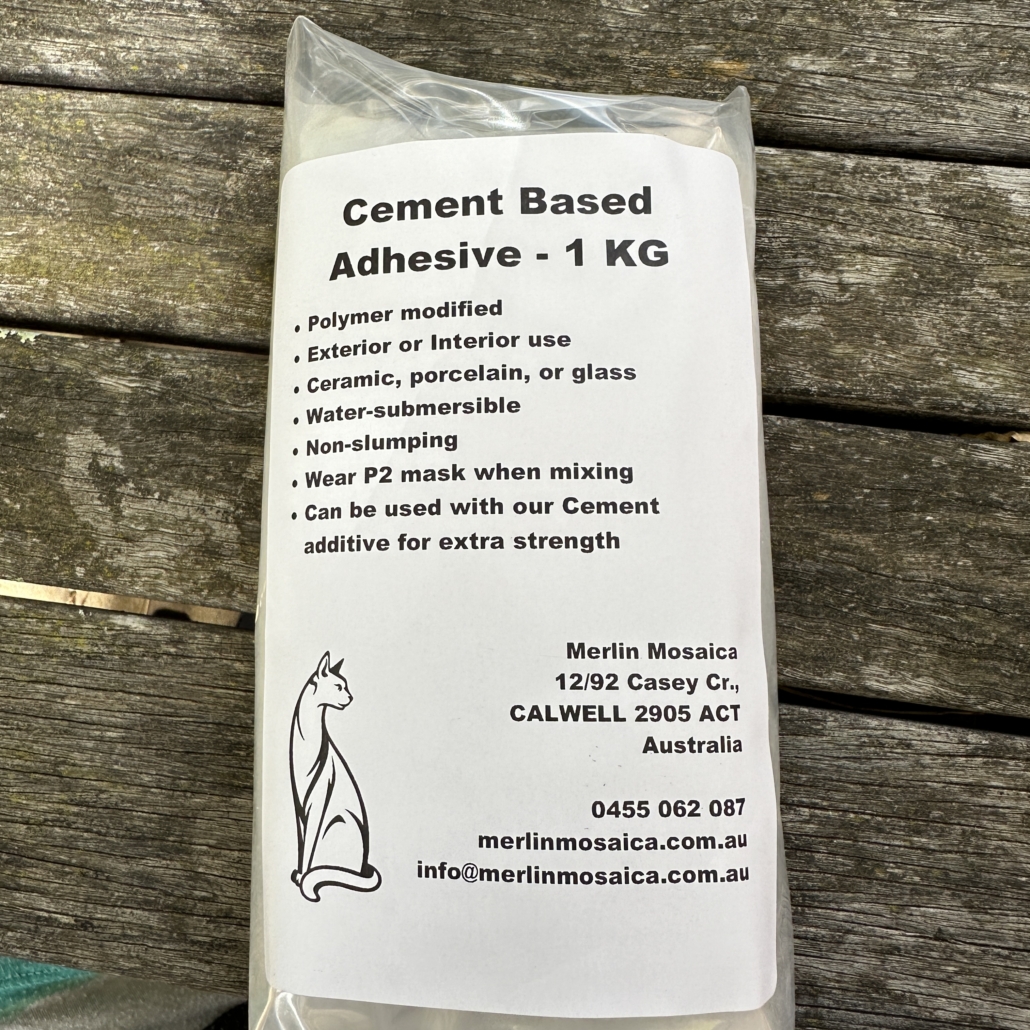 Cement Based
Adhesive - 1 KG
• Polymer modified
• Exterior or Interior use
• Ceramic, porcelain, or glass
• Water-submersible
• Non-slumping
• Wear P2 mask when mixing
• Can be used with our Cement
additive for extra strength
Merlin Mosaica
12/92 Casey Cr.,
CALWELL 2905 ACT
Australia
0455 062 087
merlinmosaica.com.au
info@merlinmosaica.com.au